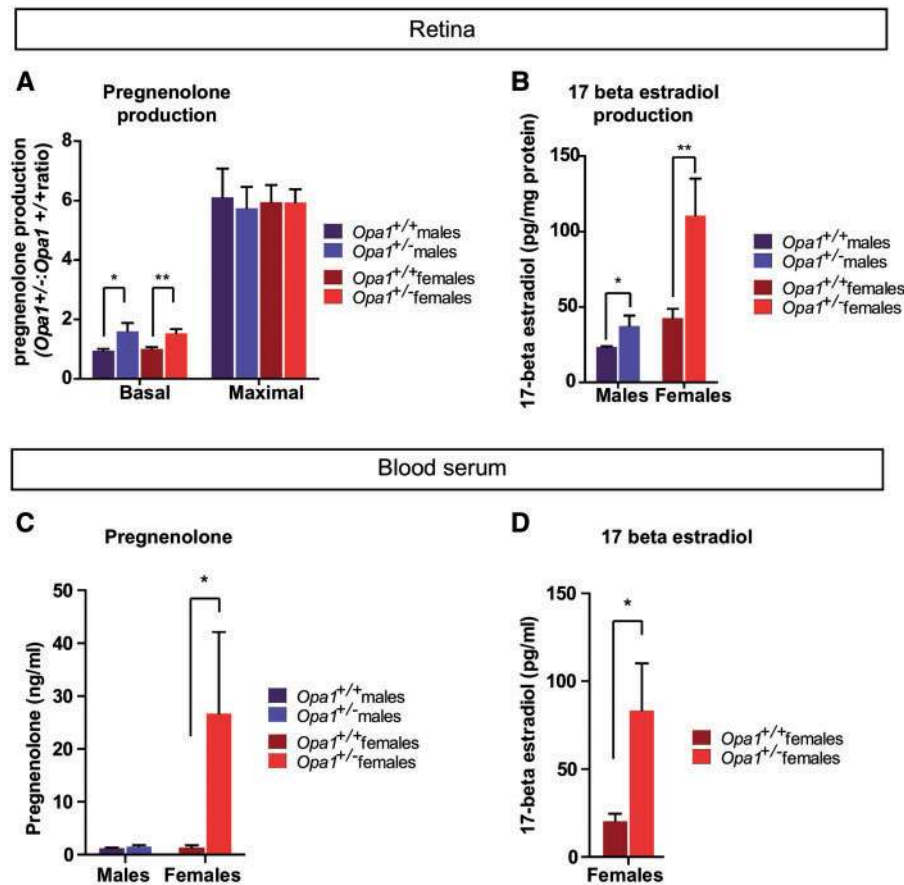 Retina
A
Pregnenolone
production
pregnenolone production
(Opa1+/-:Opa1 +/+ratio)
8
6
4
2
0
*
**
Basal
Maximal
Opa1+/+males
Opa1+/-males
Opa1+/+females
Opa1+/-females
B
17 beta estradiol
production
17-beta estradiol (pg/mg protein)
150
100
50
0
*
**
Males
Females
Opa1+/+males
Opa1+/-males
Opa1+/+females
Opa1+/-females
Blood serum
C
Pregnenolone
Pregnenolone (ng/ml)
50
40
30
20
10
0
*
Males
Females
Opa1+/+males
Opa1+/-males
Opa1+/+females
Opa1+/-females
D
17 beta estradiol
17-beta estradiol (pg/ml)
150
100
50
0
*
Females
Opa1+/+females
Opa1+/-females